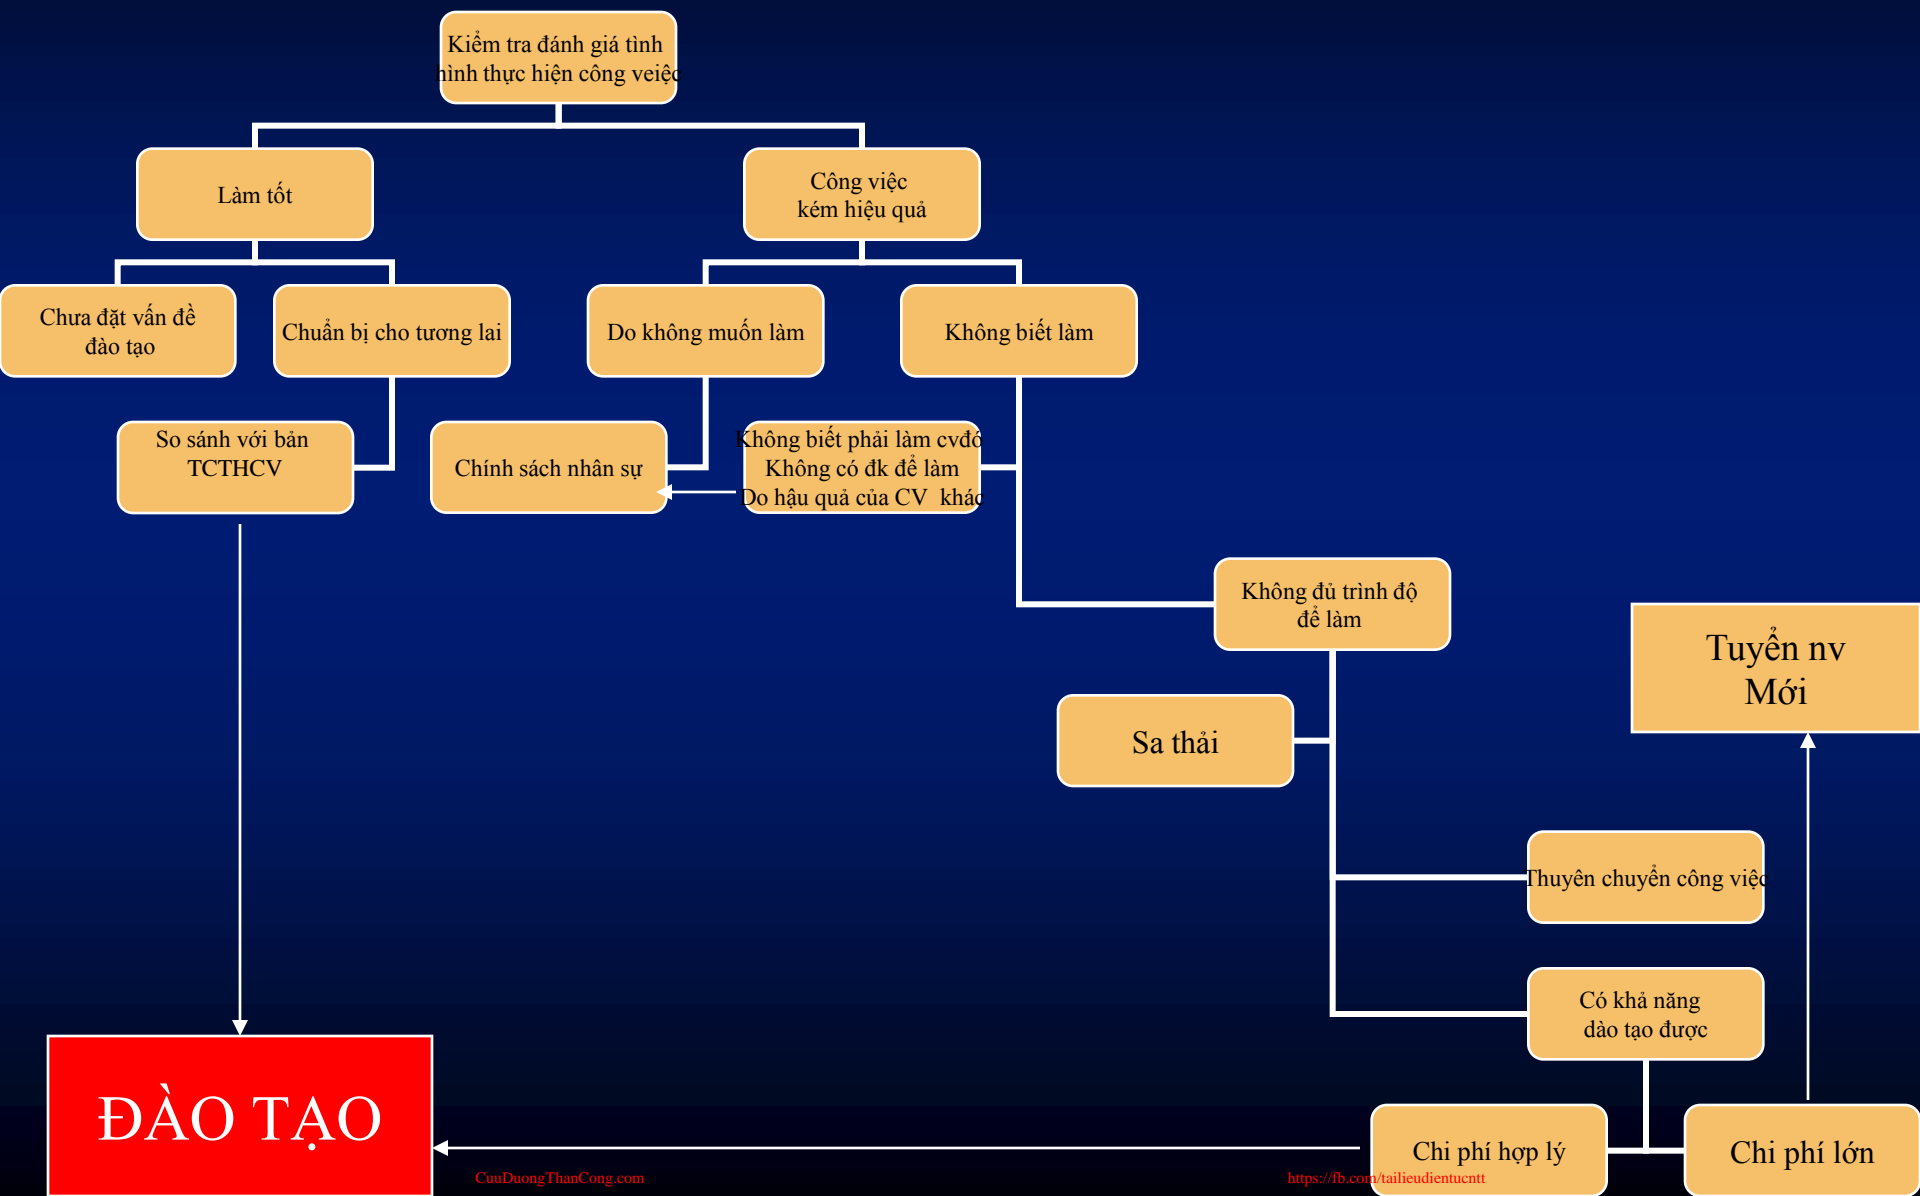 Kiểm tra đánh giá tình
hình thực hiện công veiệc
Làm tốt
Công việc
kém hiệu quả
Chưa đặt vấn đề
đào tạo
Chuẩn bị cho tương lai
Do không muốn làm
Không biết làm
So sánh với bản
TCTHCV
Chính sách nhân sự
Không biết phải làm cvđó
Không có đk để làm
Do hậu quả của CV khác
Không đủ trình độ
để làm
Tuyển nv
Mới
Sa thải
Thuyên chuyển công việc
Có khả năng
dào tạo được
ĐÀO TẠO
Chi phí hợp lý
Chi phí lớn
CuuDuongThanCong.com
https://fb.com/tailieudientucntt